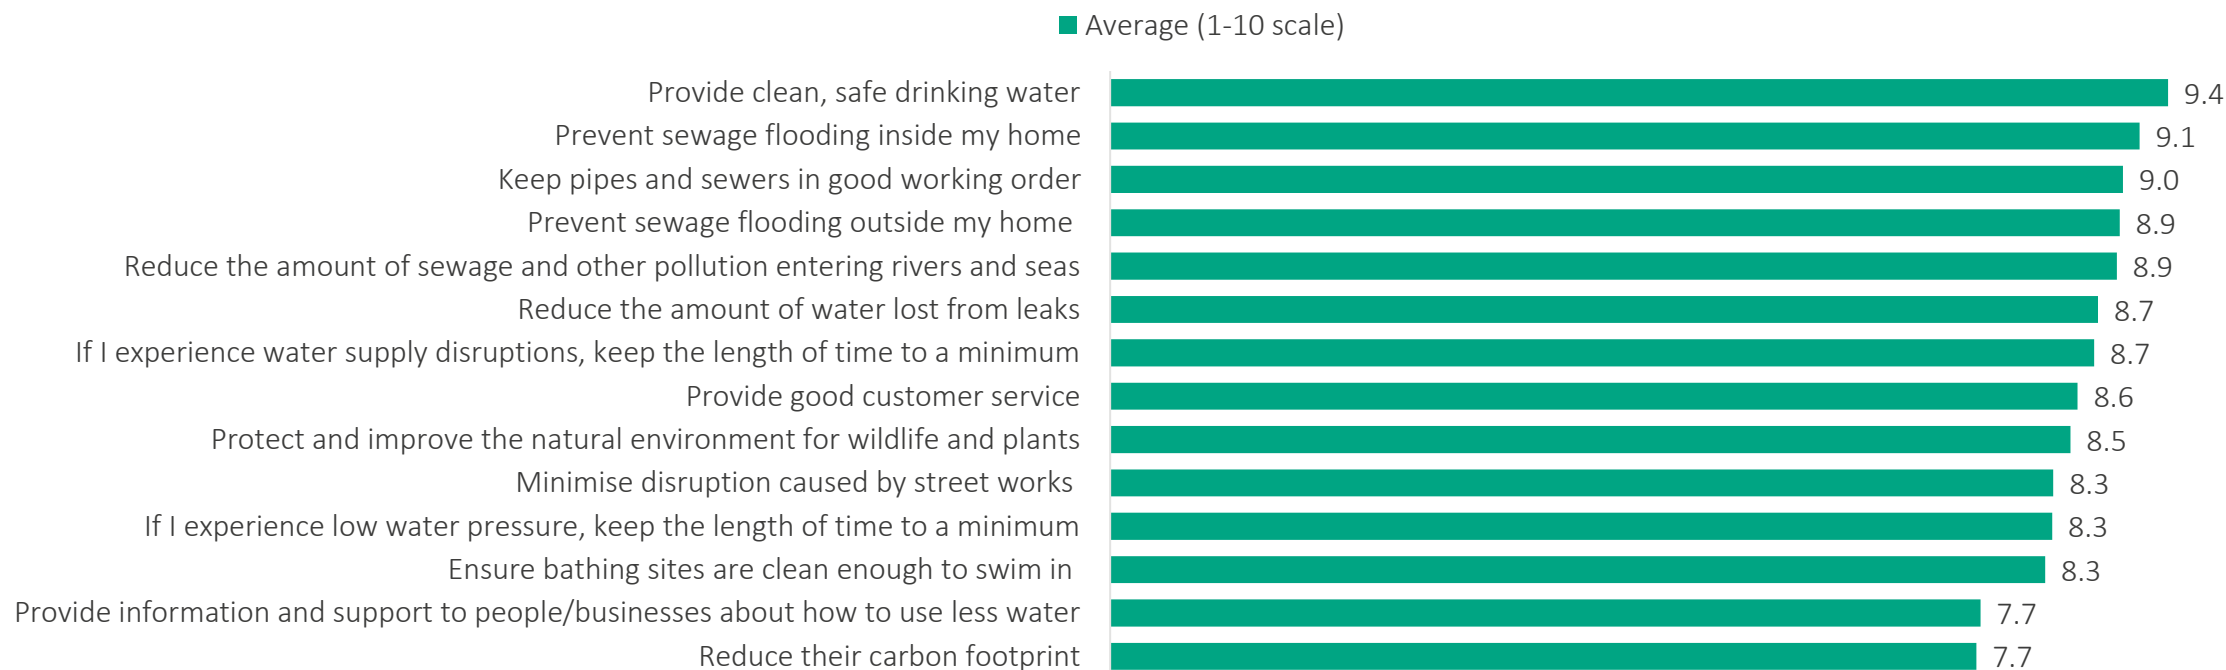 Average (1-10 scale)
Provide clean, safe drinking water 9.4
Prevent sewage flooding inside my home 9.1
Keep pipes and sewers in good working order 9.0
Prevent sewage flooding outside my home 8.9
Reduce the amount of sewage and other pollution entering rivers and seas 8.9
Reduce the amount of water lost from leaks 8.7
If I experience water supply disruptions, keep the length of time to a minimum 8.7
Provide good customer service 8.6
Protect and improve the natural environment for wildlife and plants 8.5
Minimise disruption caused by street works 8.3
If I experience low water pressure, keep the length of time to a minimum 8.3
Ensure bathing sites are clean enough to swim in 8.3
Provide information and support to people/businesses about how to use less water 7.7
Reduce their carbon footprint 7.7